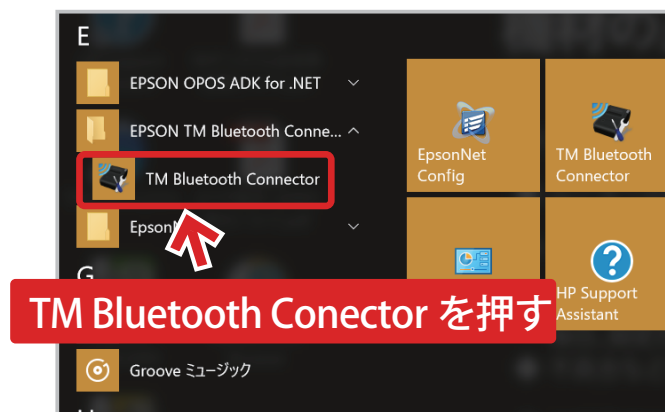 E
EPSON OPOS ADK for .NET
EPSON TM Bluetooth Conne...
TM Bluetooth Connector
G
TM Bluetooth Conector を押す
Groove ミュージック
EpsonNet
Config
TM Bluetooth
Connector
HP Support
Assistant